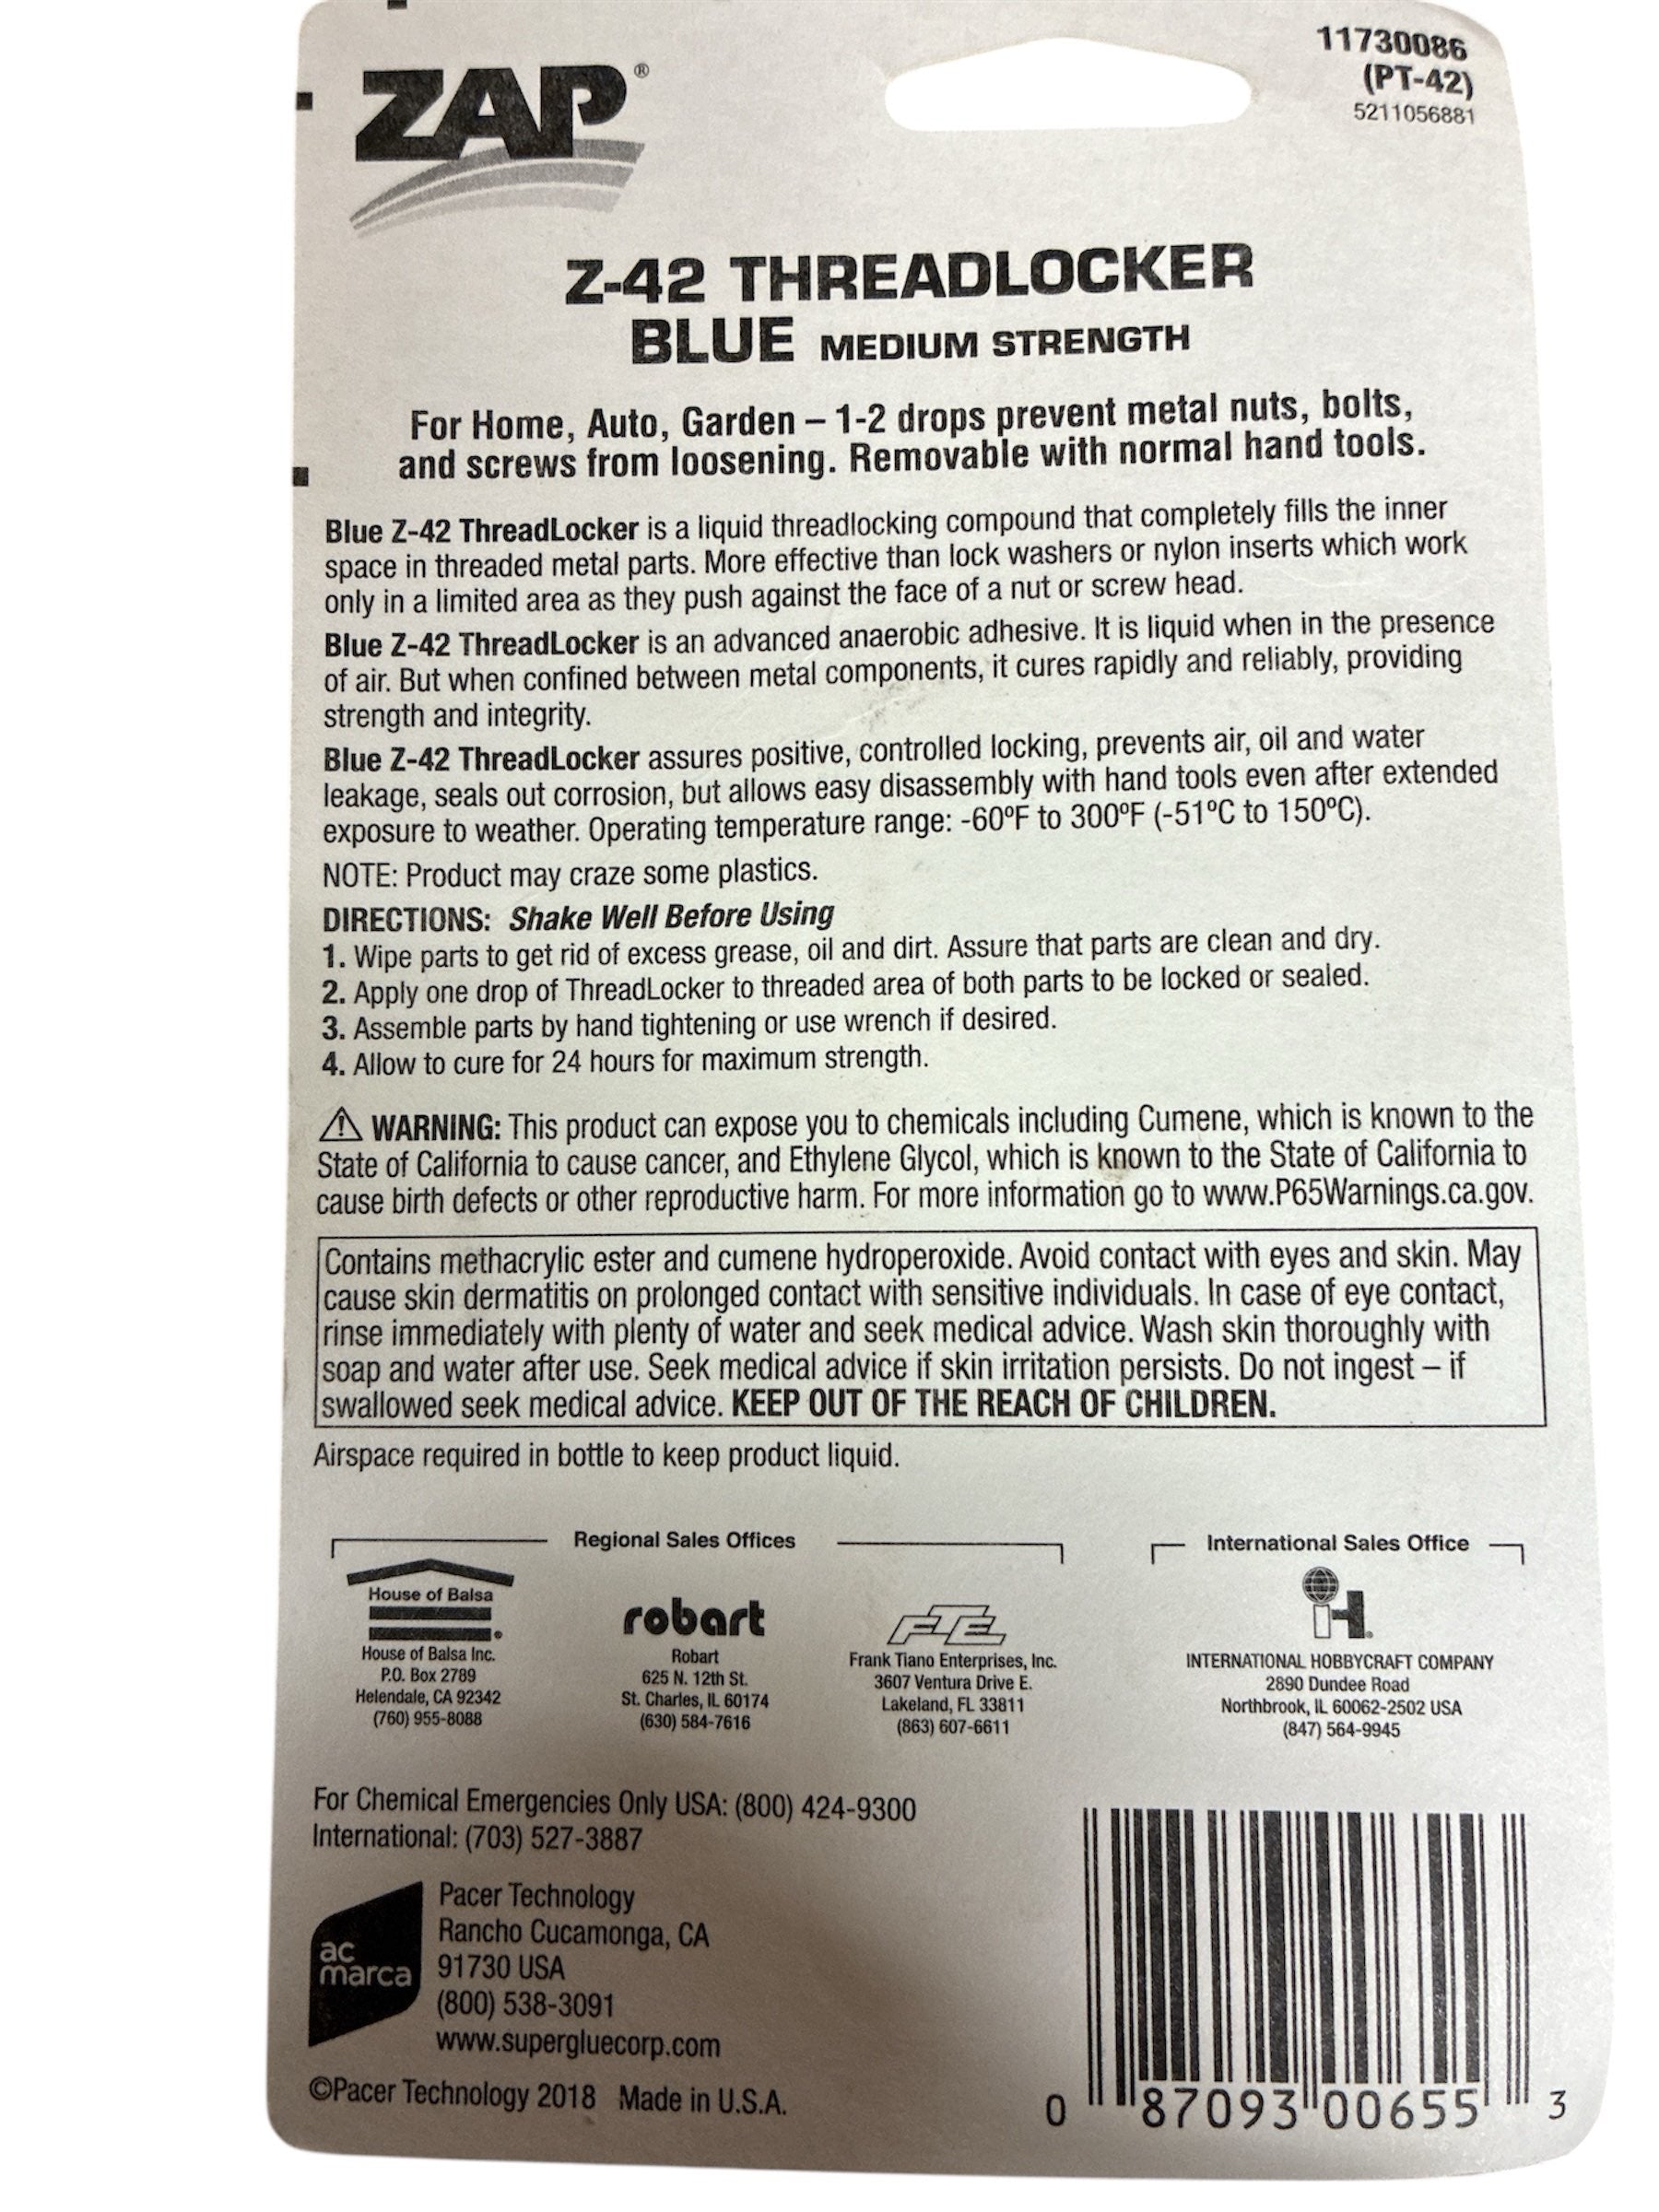 ZAP®
11730086
(PT-42)
5211056881
Z-42 THREADLOCKER
BLUE MEDIUM STRENGTH
For Home, Auto, Garden – 1-2 drops prevent metal nuts, bolts,
and screws from loosening. Removable with normal hand tools.
Blue Z-42 ThreadLocker is a liquid threadlocking compound that completely fills the inner
space in threaded metal parts. More effective than lock washers or nylon inserts which work
only in a limited area as they push against the face of a nut or screw head.
Blue Z-42 ThreadLocker is an advanced anaerobic adhesive. It is liquid when in the presence
of air. But when confined between metal components, it cures rapidly and reliably, providing
strength and integrity.
Blue Z-42 ThreadLocker assures positive, controlled locking, prevents air, oil and water
leakage, seals out corrosion, but allows easy disassembly with hand tools even after extended
exposure to weather. Operating temperature range: -60ºF to 300ºF (-51ºC to 150ºC).
NOTE: Product may craze some plastics.
DIRECTIONS: Shake Well Before Using
1. Wipe parts to get rid of excess grease, oil and dirt. Assure that parts are clean and dry.
2. Apply one drop of ThreadLocker to threaded area of both parts to be locked or sealed.
3. Assemble parts by hand tightening or use wrench if desired.
4. Allow to cure for 24 hours for maximum strength.
⚠ WARNING: This product can expose you to chemicals including Cumene, which is known to the
State of California to cause cancer, and Ethylene Glycol, which is known to the State of California to
cause birth defects or other reproductive harm. For more information go to www.P65Warnings.ca.gov.
Contains methacrylic ester and cumene hydroperoxide. Avoid contact with eyes and skin. May
cause skin dermatitis on prolonged contact with sensitive individuals. In case of eye contact,
rinse immediately with plenty of water and seek medical advice. Wash skin thoroughly with
soap and water after use. Seek medical advice if skin irritation persists. Do not ingest – if
swallowed seek medical advice. KEEP OUT OF THE REACH OF CHILDREN.
Airspace required in bottle to keep product liquid.
Regional Sales Offices
House of Balsa
House of Balsa Inc.
P.O. Box 2789
Helendale, CA 92342
(760) 955-8088
robart
Robart
625 N. 12th St.
St. Charles, IL 60174
(630) 584-7616
FTE
Frank Tiano Enterprises, Inc.
3607 Ventura Drive E.
Lakeland, FL 33811
(863) 607-6611
International Sales Office
iH
INTERNATIONAL HOBBYCRAFT COMPANY
2890 Dundee Road
Northbrook, IL 60062-2502 USA
(847) 564-9945
For Chemical Emergencies Only USA: (800) 424-9300
International: (703) 527-3887
ac
marca
Pacer Technology
Rancho Cucamonga, CA
91730 USA
(800) 538-3091
www.supergluecorp.com
©Pacer Technology 2018 Made in U.S.A.
0 87093 00655 3